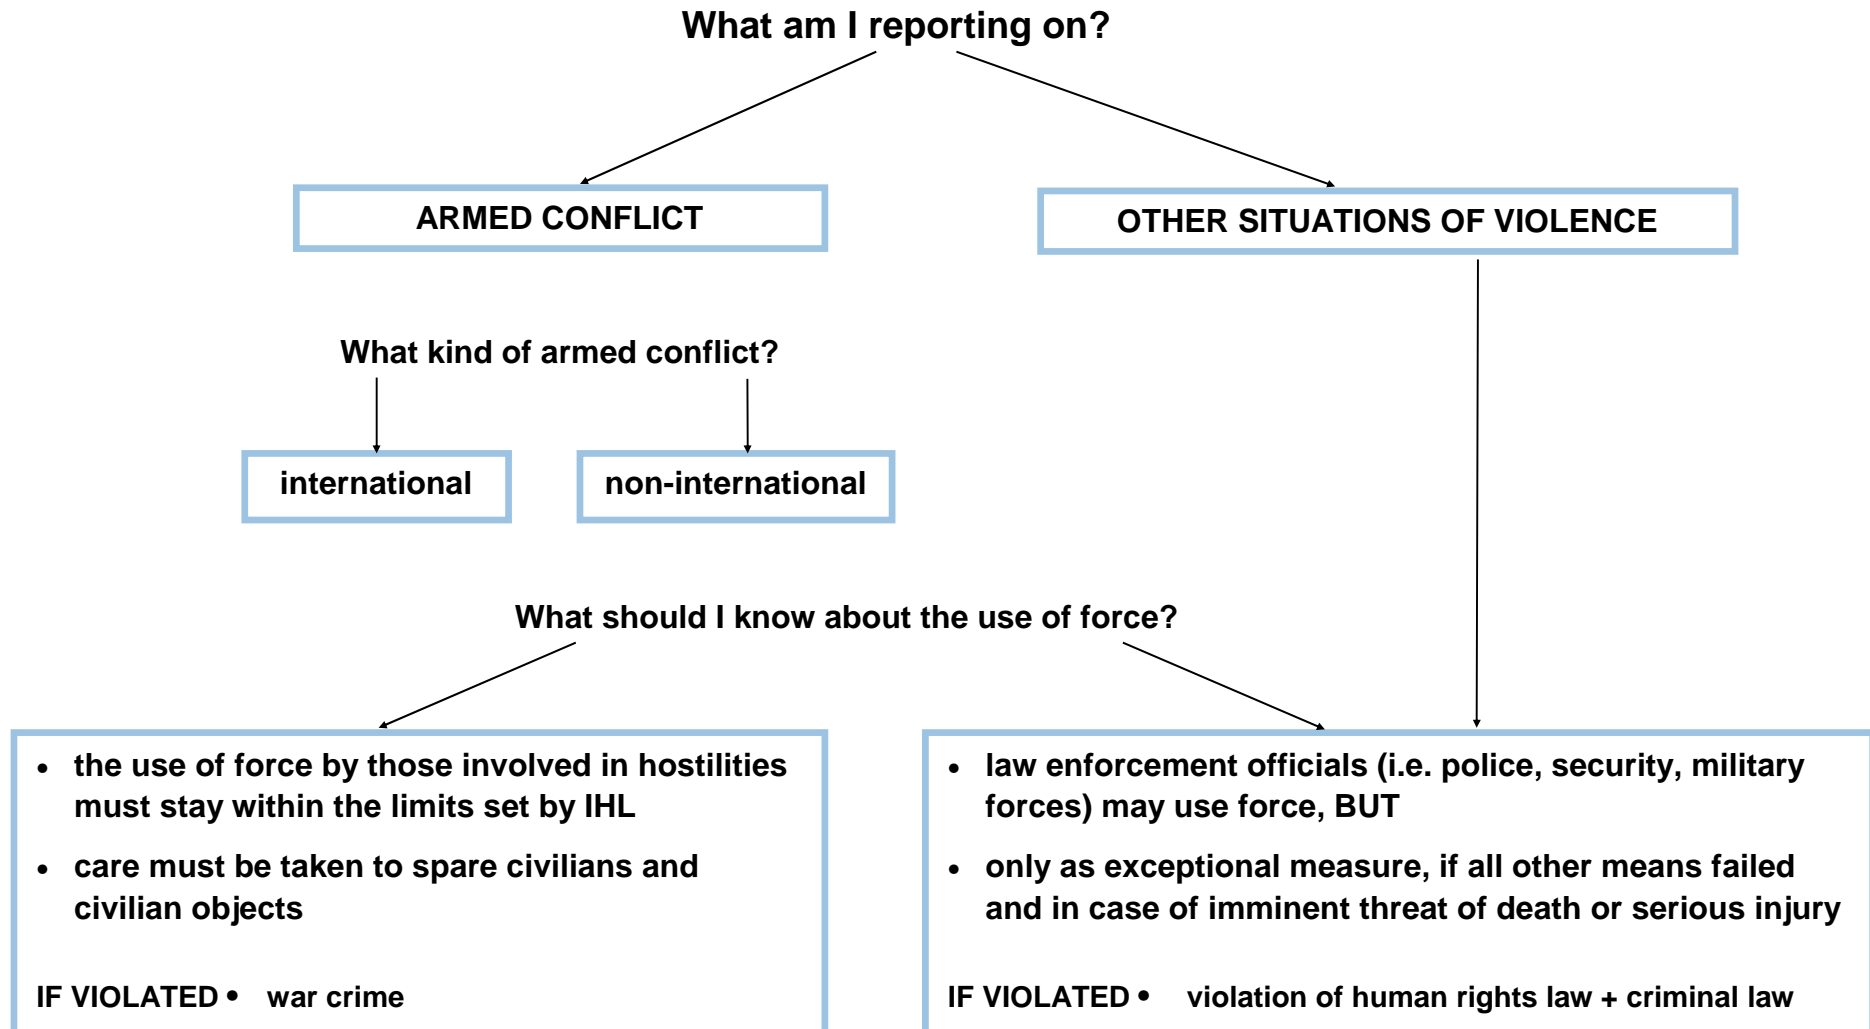 What am I reporting on?
ARMED CONFLICT
OTHER SITUATIONS OF VIOLENCE
What kind of armed conflict?
international
non-international
What should I know about the use of force?
• the use of force by those involved in hostilities
must stay within the limits set by IHL
• care must be taken to spare civilians and
civilian objects
IF VIOLATED • war crime
• law enforcement officials (i.e. police, security, military
forces) may use force, BUT
• only as exceptional measure, if all other means failed
and in case of imminent threat of death or serious injury
IF VIOLATED • violation of human rights law + criminal law